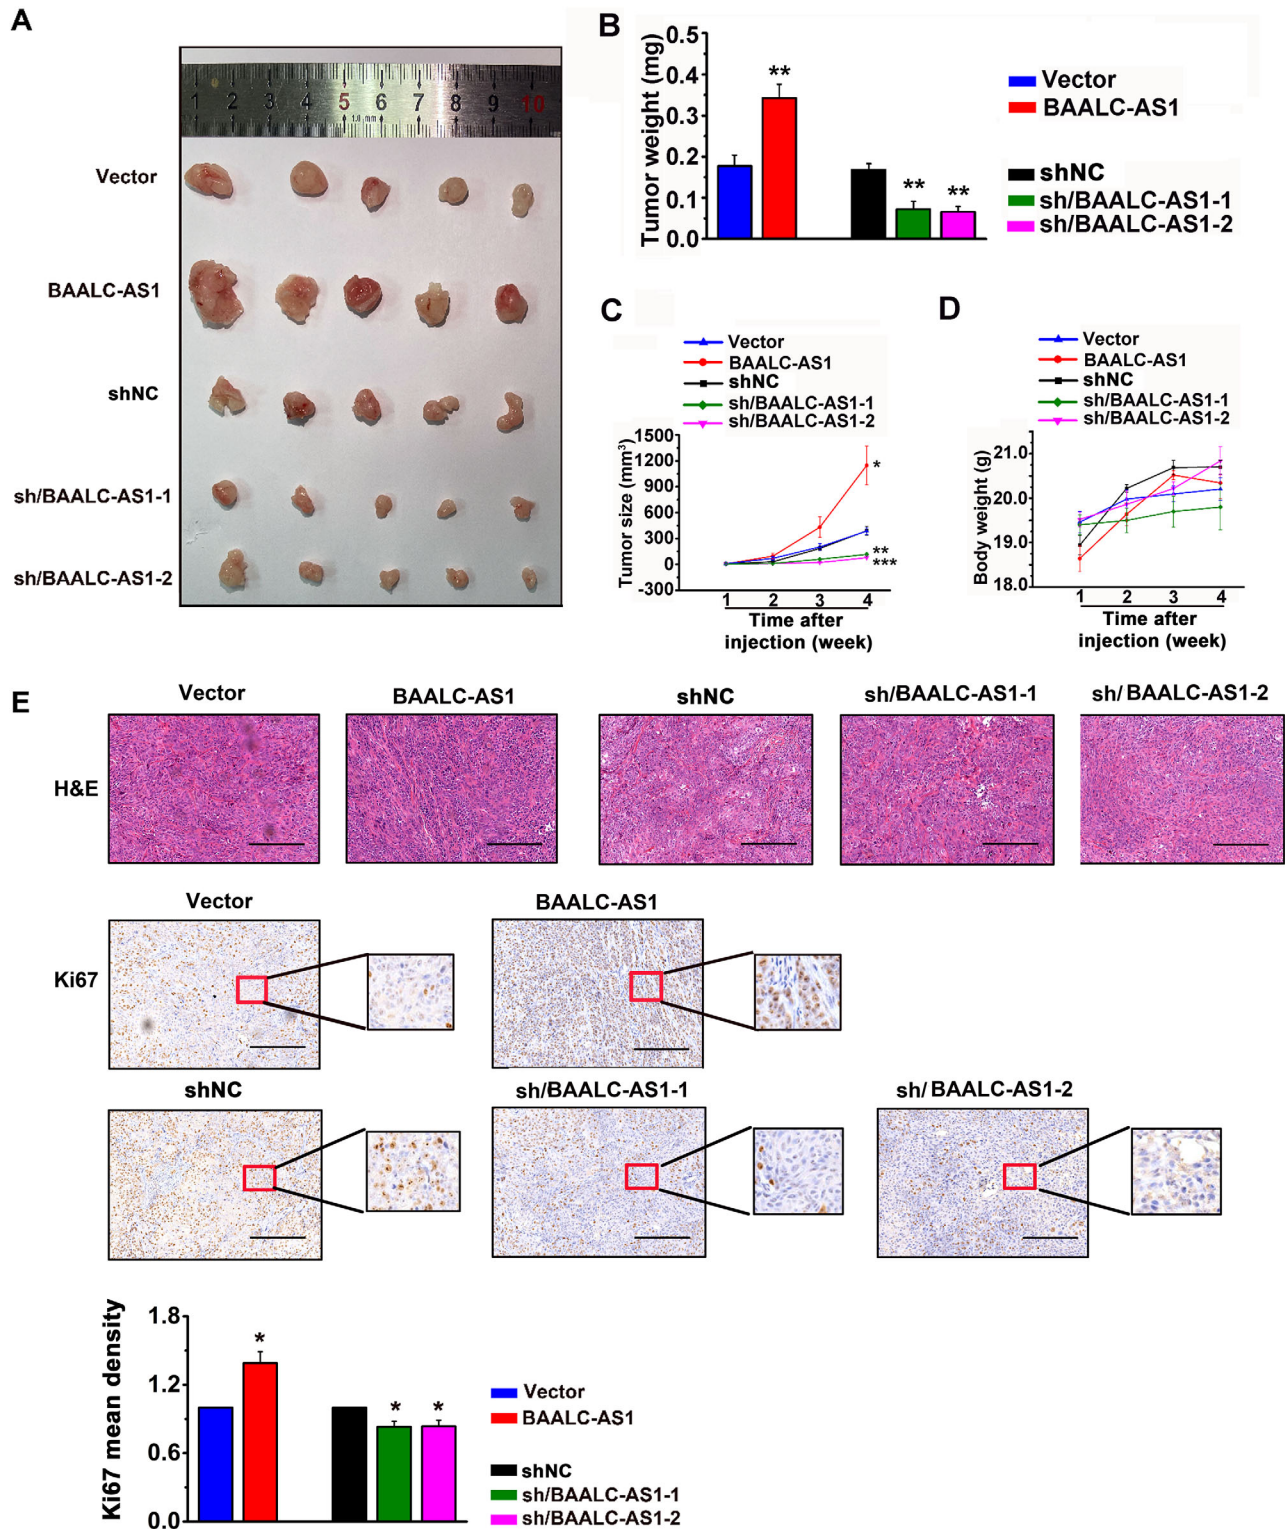 A
1 2 3 4 5 6 7 8 9 10
1.0 mm
Vector
BAALC-AS1
shNC
sh/BAALC-AS1-1
sh/BAALC-AS1-2
B
Tumor weight (mg)
0.5
0.4
0.3
0.2
0.1
0.0
**
** **
Vector
BAALC-AS1
shNC
sh/BAALC-AS1-1
sh/BAALC-AS1-2
C
Vector
BAALC-AS1
shNC
sh/BAALC-AS1-1
sh/BAALC-AS1-2
Tumor size (mm³)
1500
1200
900
600
300
0
-300
*
**
***
1 2 3 4
Time after
injection (week)
D
Vector
BAALC-AS1
shNC
sh/BAALC-AS1-1
sh/BAALC-AS1-2
Body weight (g)
21.0
20.0
19.0
18.0
1 2 3 4
Time after
injection (week)
E
Vector BAALC-AS1 shNC sh/BAALC-AS1-1 sh/ BAALC-AS1-2
H&E
Vector BAALC-AS1
Ki67
shNC sh/BAALC-AS1-1 sh/ BAALC-AS1-2
Ki67 mean density
1.8
1.2
0.6
0.0
*
* *
Vector
BAALC-AS1
shNC
sh/BAALC-AS1-1
sh/BAALC-AS1-2